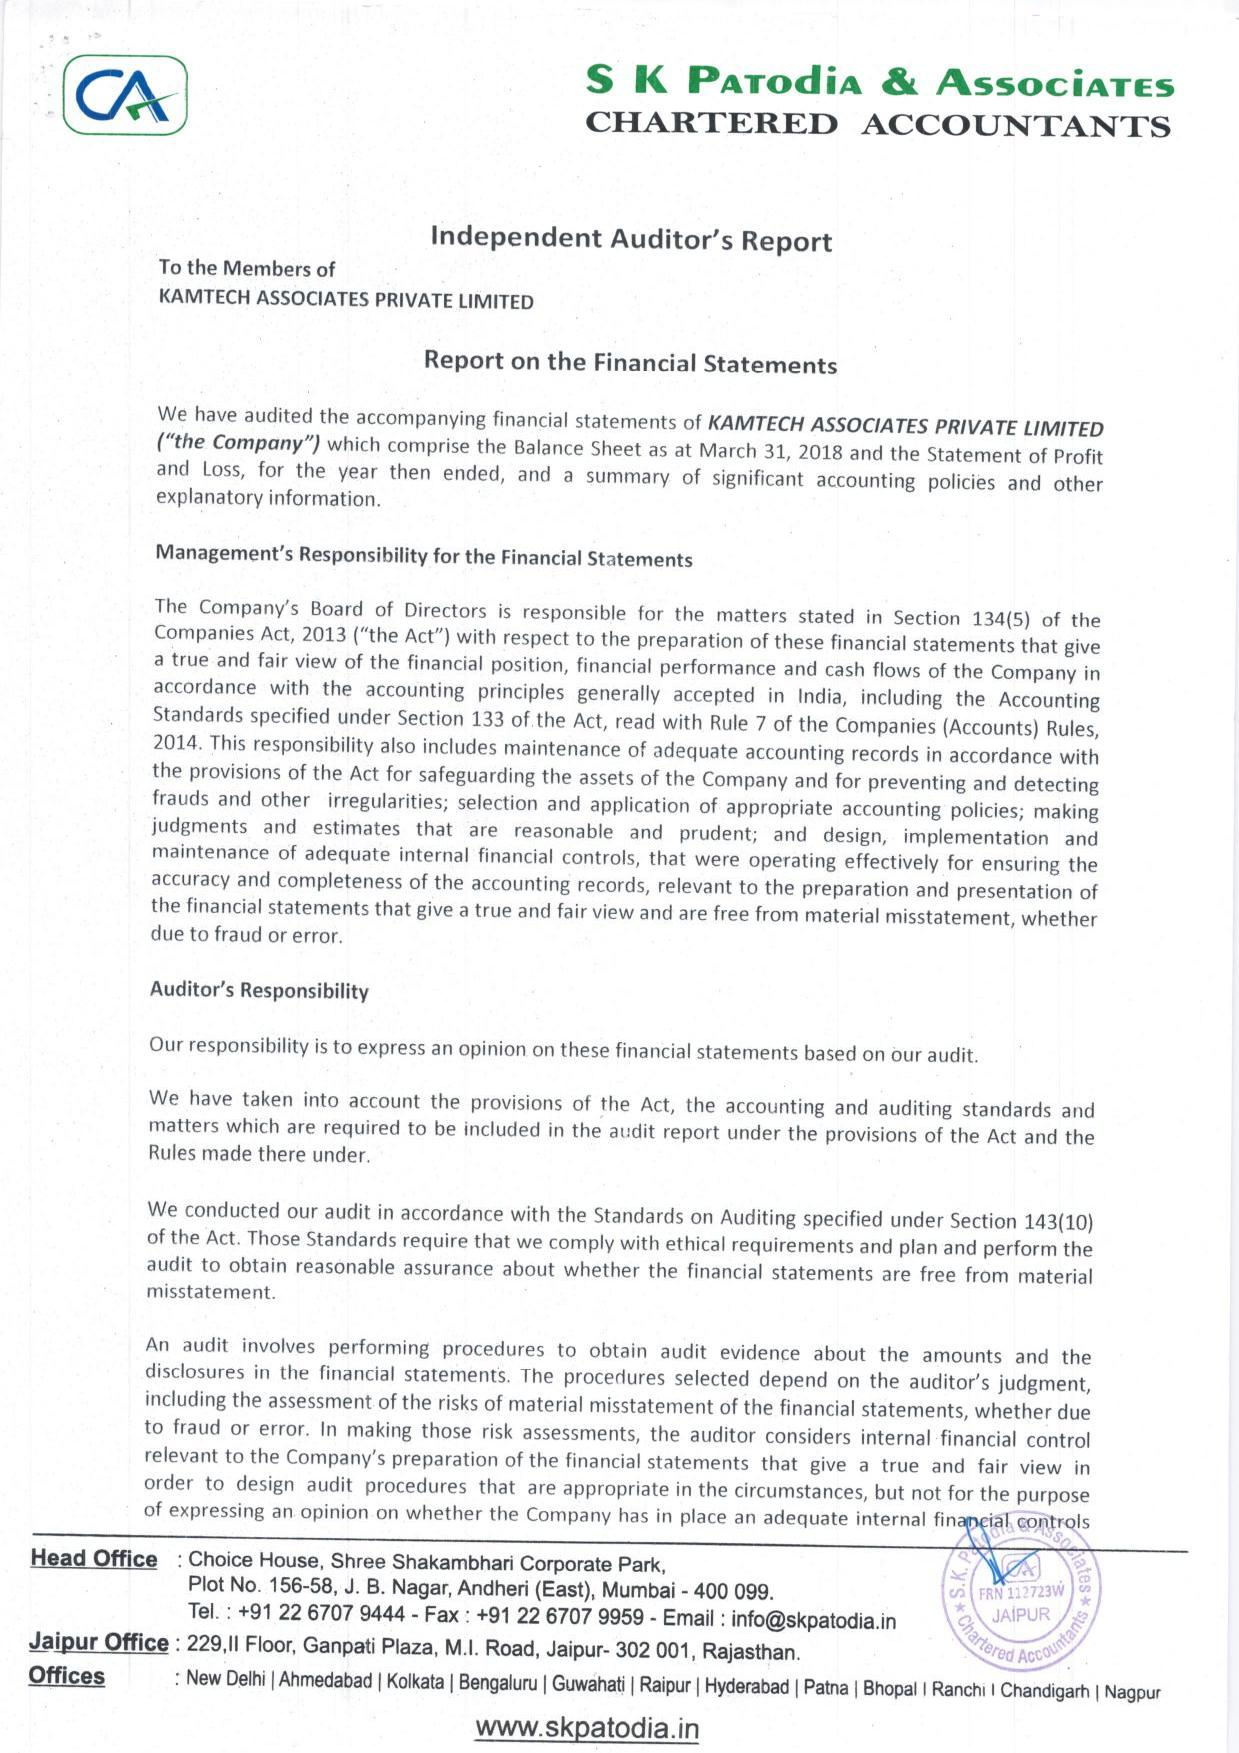 CA
S K Patodia & Associates
CHARTERED ACCOUNTANTS
Independent Auditor's Report
To the Members of
KAMTECH ASSOCIATES PRIVATE LIMITED
Report on the Financial Statements
We have audited the accompanying financial statements of KAMTECH ASSOCIATES PRIVATE LIMITED
("the Company") which comprise the Balance Sheet as at March 31, 2018 and the Statement of Profit
and Loss, for the year then ended, and a summary of significant accounting policies and other
explanatory information.
Management's Responsibility for the Financial Statements
The Company's Board of Directors is responsible for the matters stated in Section 134(5) of the
Companies Act, 2013 ("the Act") with respect to the preparation of these financial statements that give
a true and fair view of the financial position, financial performance and cash flows of the Company in
accordance with the accounting principles generally accepted in India, including the Accounting
Standards specified under Section 133 of the Act, read with Rule 7 of the Companies (Accounts) Rules,
2014. This responsibility also includes maintenance of adequate accounting records in accordance with
the provisions of the Act for safeguarding the assets of the Company and for preventing and detecting
frauds and other irregularities; selection and application of appropriate accounting policies; making
judgments and estimates that are reasonable and prudent; and design, implementation and
maintenance of adequate internal financial controls, that were operating effectively for ensuring the
accuracy and completeness of the accounting records, relevant to the preparation and presentation of
the financial statements that give a true and fair view and are free from material misstatement, whether
due to fraud or error.
Auditor's Responsibility
Our responsibility is to express an opinion on these financial statements based on our audit.
We have taken into account the provisions of the Act, the accounting and auditing standards and
matters which are required to be included in the audit report under the provisions of the Act and the
Rules made there under.
We conducted our audit in accordance with the Standards on Auditing specified under Section 143(10)
of the Act. Those Standards require that we comply with ethical requirements and plan and perform the
audit to obtain reasonable assurance about whether the financial statements are free from material
misstatement.
An audit involves performing procedures to obtain audit evidence about the amounts and the
disclosures in the financial statements. The procedures selected depend on the auditor's judgment,
including the assessment of the risks of material misstatement of the financial statements, whether due
to fraud or error. In making those risk assessments, the auditor considers internal financial control
relevant to the Company's preparation of the financial statements that give a true and fair view in
order to design audit procedures that are appropriate in the circumstances, but not for the purpose
of expressing an opinion on whether the Company has in place an adequate internal financial controls
Head Office : Choice House, Shree Shakambhari Corporate Park,
Plot No. 156-58, J. B. Nagar, Andheri (East), Mumbai - 400 099.
Tel. : +91 22 6707 9444 - Fax : +91 22 6707 9959 - Email : info@skpatodia.in
Jaipur Office : 229,II Floor, Ganpati Plaza, M.I. Road, Jaipur- 302 001, Rajasthan.
Offices : New Delhi | Ahmedabad | Kolkata | Bengaluru | Guwahati | Raipur | Hyderabad | Patna | Bhopal | Ranchi | Chandigarh | Nagpur
www.skpatodia.in
S.K. Patodia & Associates
CA
FRN 112723W
JAIPUR
Chartered Accountants